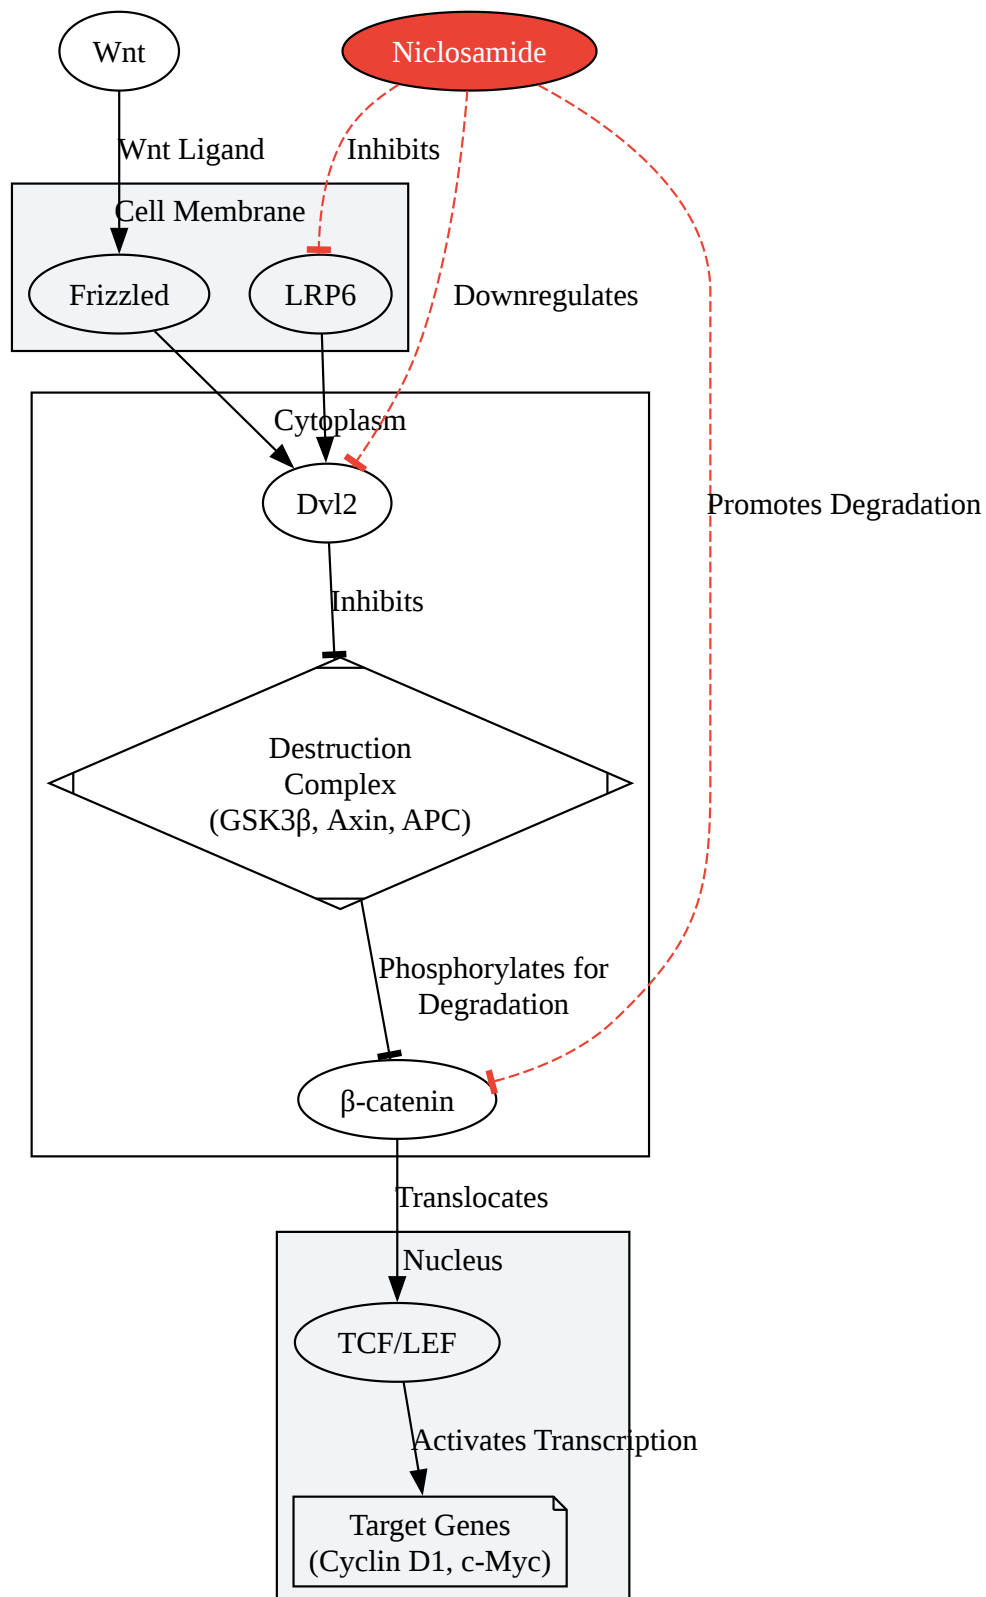 Wnt
Niclosamide
Wnt Ligand
Inhibits
Cell Membrane
Frizzled
LRP6
Downregulates
Cytoplasm
Dvl2
Promotes Degradation
Inhibits
Destruction
Complex
(GSK3β, Axin, APC)
Phosphorylates for
Degradation
β-catenin
Translocates
Nucleus
TCF/LEF
Activates Transcription
Target Genes
(Cyclin D1, c-Myc)